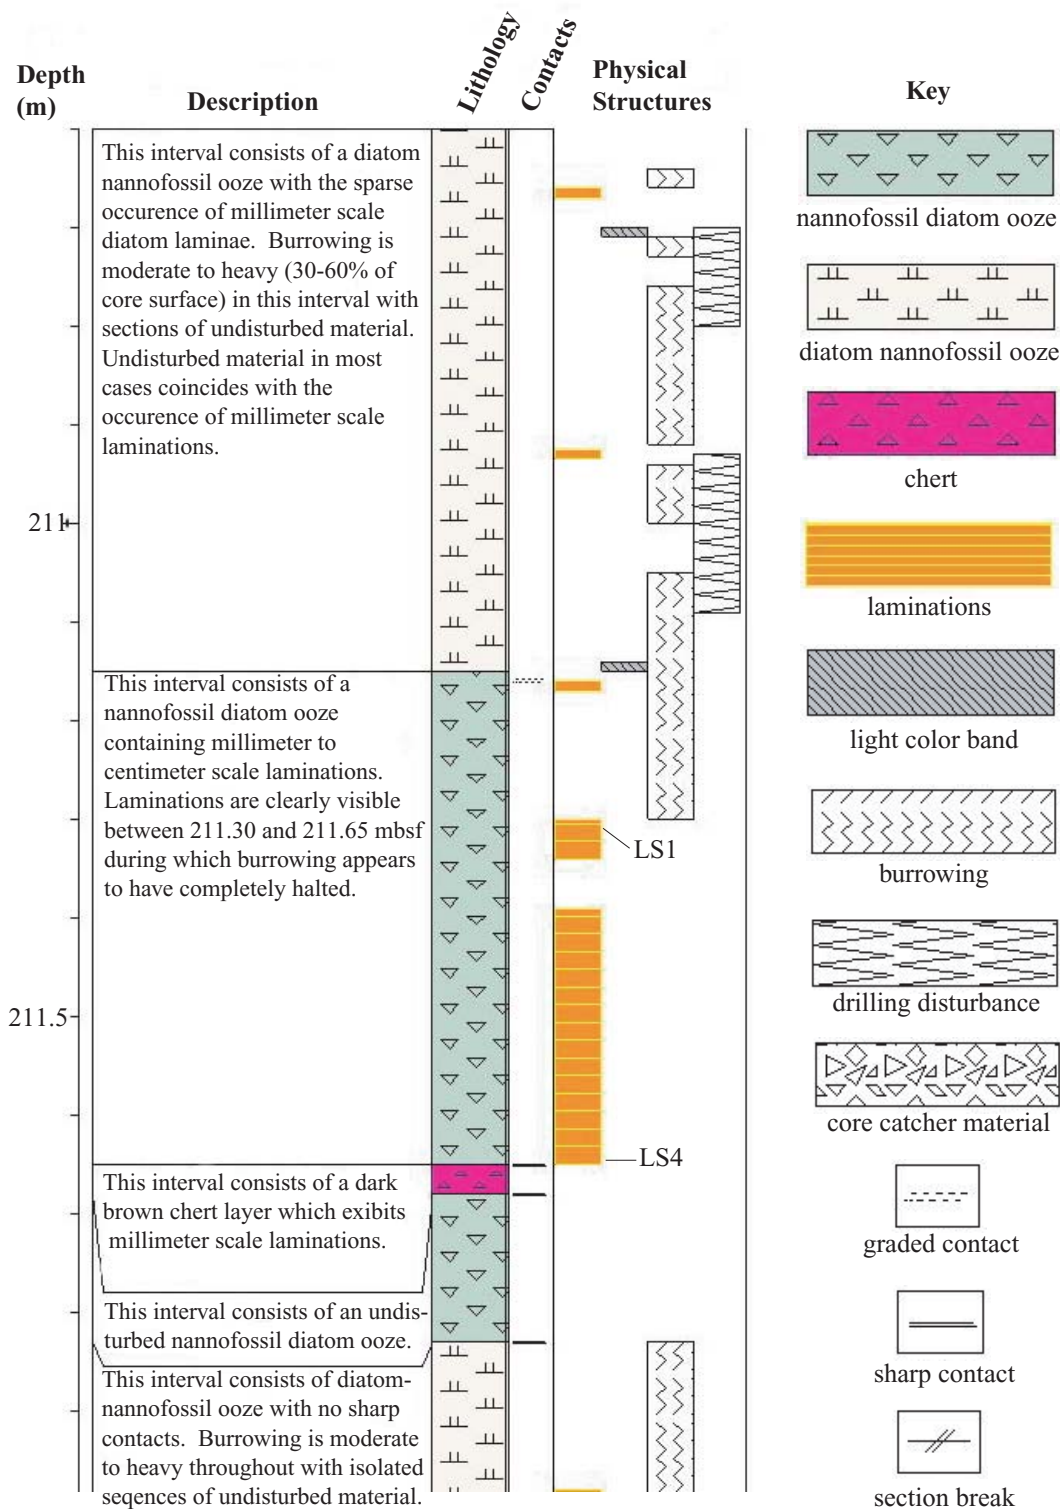 Depth
(m)
Description
Lithology
Contacts
Physical
Structures
Key
This interval consists of a diatom
nannofossil ooze with the sparse
occurence of millimeter scale
diatom laminae. Burrowing is
moderate to heavy (30-60% of
core surface) in this interval with
sections of undisturbed material.
Undisturbed material in most
cases coincides with the
occurence of millimeter scale
laminations.
211
This interval consists of a
nannofossil diatom ooze
containing millimeter to
centimeter scale laminations.
Laminations are clearly visible
between 211.30 and 211.65 mbsf
during which burrowing appears
to have completely halted.
LS1
211.5
LS4
This interval consists of a dark
brown chert layer which exibits
millimeter scale laminations.
This interval consists of an undis-
turbed nannofossil diatom ooze.
This interval consists of diatom-
nannofossil ooze with no sharp
contacts. Burrowing is moderate
to heavy throughout with isolated
seqences of undisturbed material.
nannofossil diatom ooze
diatom nannofossil ooze
chert
laminations
light color band
burrowing
drilling disturbance
core catcher material
graded contact
sharp contact
section break